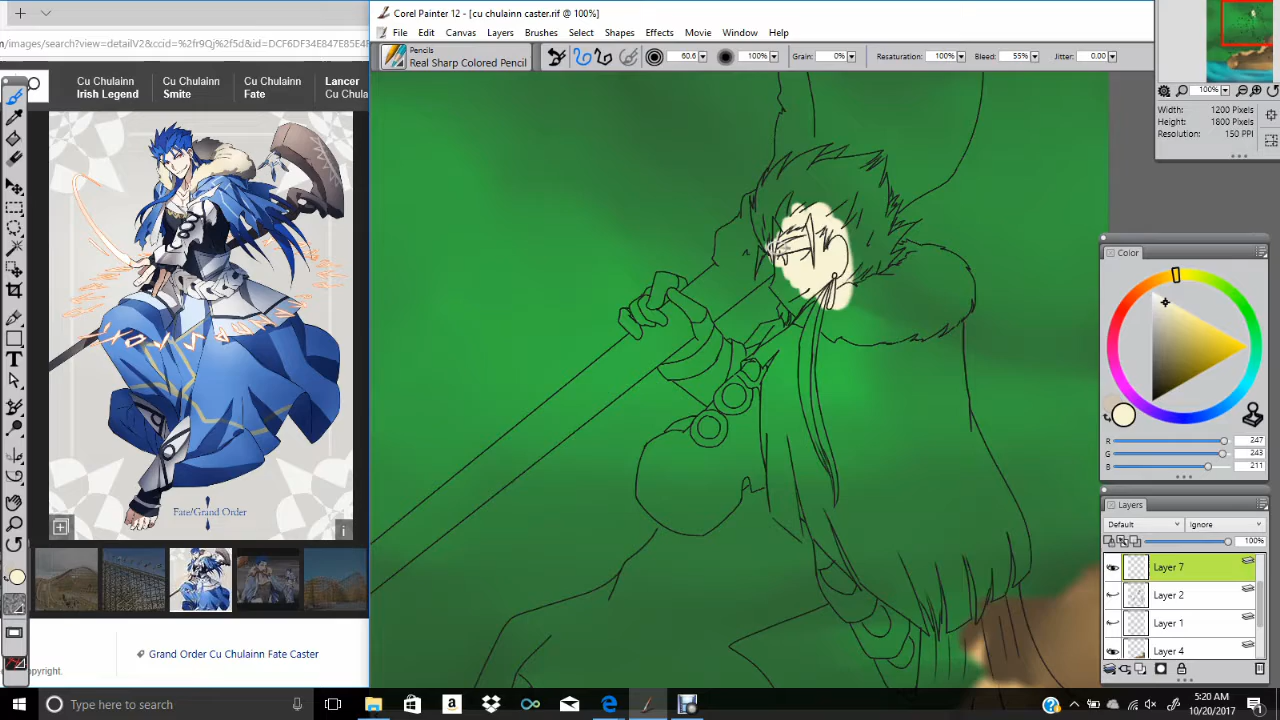 Corel Painter 12 - [cu chulainn caster.rif @ 100%]
File Edit Canvas Layers Brushes Select Shapes Effects Movie Window Help
Pencils
Real Sharp Colored Pencil
60.6
100%
Grain: 0%
Resaturation: 100%
Bleed: 55%
Jitter: 0.00
n/images/search?view=detailV2&ccid=%2fr9Qj%2f5d&id=DCF6DF34E847E85E4F
Cu Chulainn
Irish Legend
Cu Chulainn
Smite
Cu Chulainn
Fate
Lancer
Cu Chula
Fate/Grand Order
Grand Order Cu Chulainn Fate Caster
pyright.
100%
Width: 1200 Pixels
Height: 1800 Pixels
Resolution: 150 PPI
Color
R 247
G 243
B 211
Layers
Default Ignore
100%
Layer 7
Layer 2
Layer 1
Layer 4
Type here to search
5:20 AM
10/20/2017